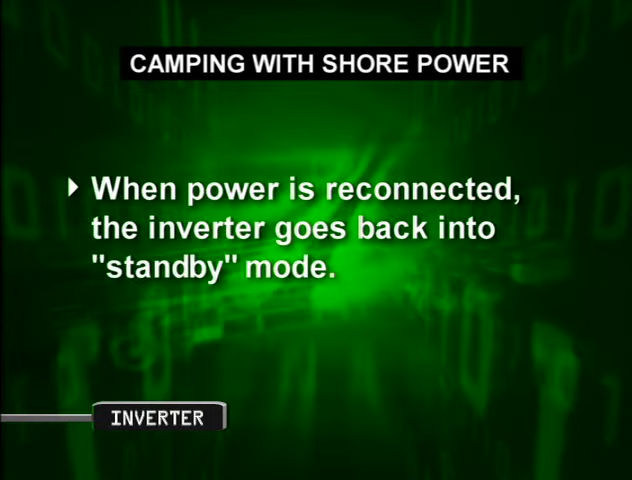 CAMPING WITH SHORE POWER
When power is reconnected,
the inverter goes back into
"standby" mode.
INVERTER